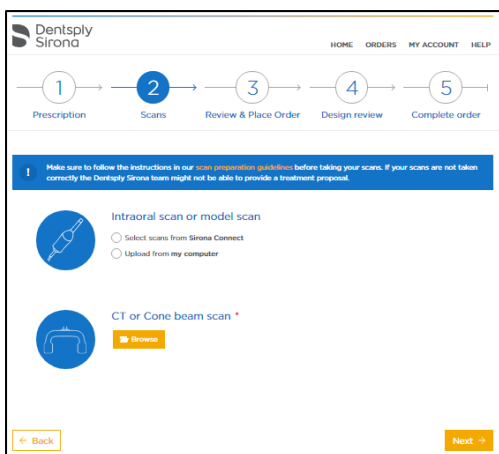 Dentsply
Sirona
HOME ORDERS MY ACCOUNT HELP
1 2 3 4 5
Prescription Scans Review & Place Order Design review Complete order
! Make sure to follow the instructions in our scan preparation guidelines before taking your scans. If your scans are not taken
correctly the Dentsply Sirona team might not be able to provide a treatment proposal.
Intraoral scan or model scan
Select scans from Sirona Connect
Upload from my computer
CT or Cone beam scan *
Browse
← Back
Next →